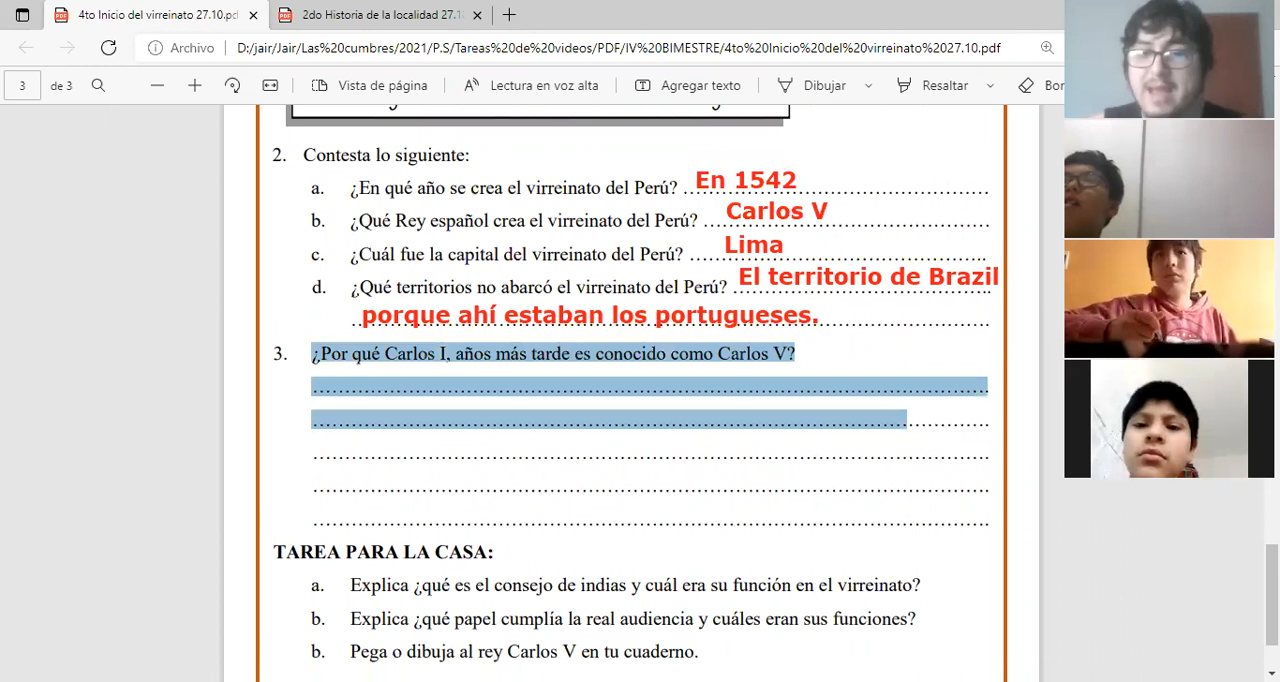 4to Inicio del virreinato 27.10.pd
2do Historia de la localidad 27.1
Archivo D:/jair/Jair/Las%20cumbres/2021/P.S/Tareas%20de%20videos/PDF/IV%20BIMESTRE/4to%20Inicio%20del%20virreinato%2027.10.pdf
3 de 3 Vista de página Lectura en voz alta Agregar texto Dibujar Resaltar Bor
2. Contesta lo siguiente:
a. ¿En qué año se crea el virreinato del Perú? En 1542
b. ¿Qué Rey español crea el virreinato del Perú? Carlos V
c. ¿Cuál fue la capital del virreinato del Perú? Lima
d. ¿Qué territorios no abarcó el virreinato del Perú? El territorio de Brazil
porque ahí estaban los portugueses.
3. ¿Por qué Carlos I, años más tarde es conocido como Carlos V?
TAREA PARA LA CASA:
a. Explica ¿qué es el consejo de indias y cuál era su función en el virreinato?
b. Explica ¿qué papel cumplía la real audiencia y cuáles eran sus funciones?
b. Pega o dibuja al rey Carlos V en tu cuaderno.